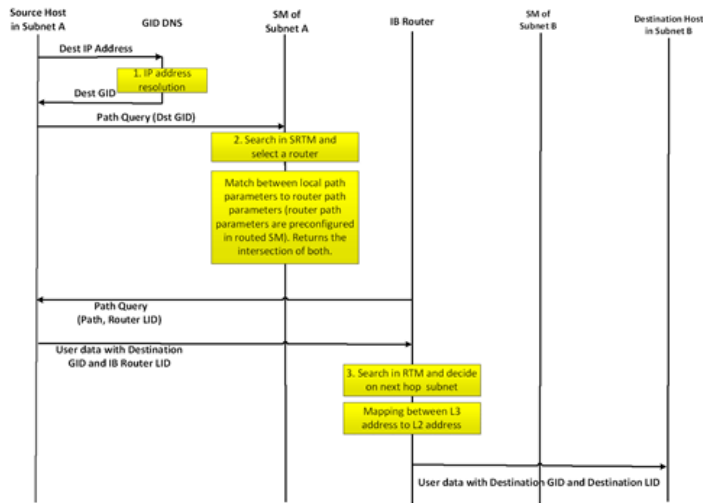 Source Host
in Subnet A
GID DNS
SM of
Subnet A
IB Router
SM of
Subnet B
Destination Host
in Subnet B
Dest IP Address
1. IP address
resolution
Dest GID
Path Query (Dst GID)
2. Search in SRTM and
select a router
Match between local path
parameters to router path
parameters (router path
parameters are preconfigured
in routed SM). Returns the
intersection of both.
Path Query
(Path, Router LID)
User data with Destination
GID and IB Router LID
3. Search in RTM and decide
on next hop subnet
Mapping between L3
address to L2 address
User data with Destination GID and Destination LID